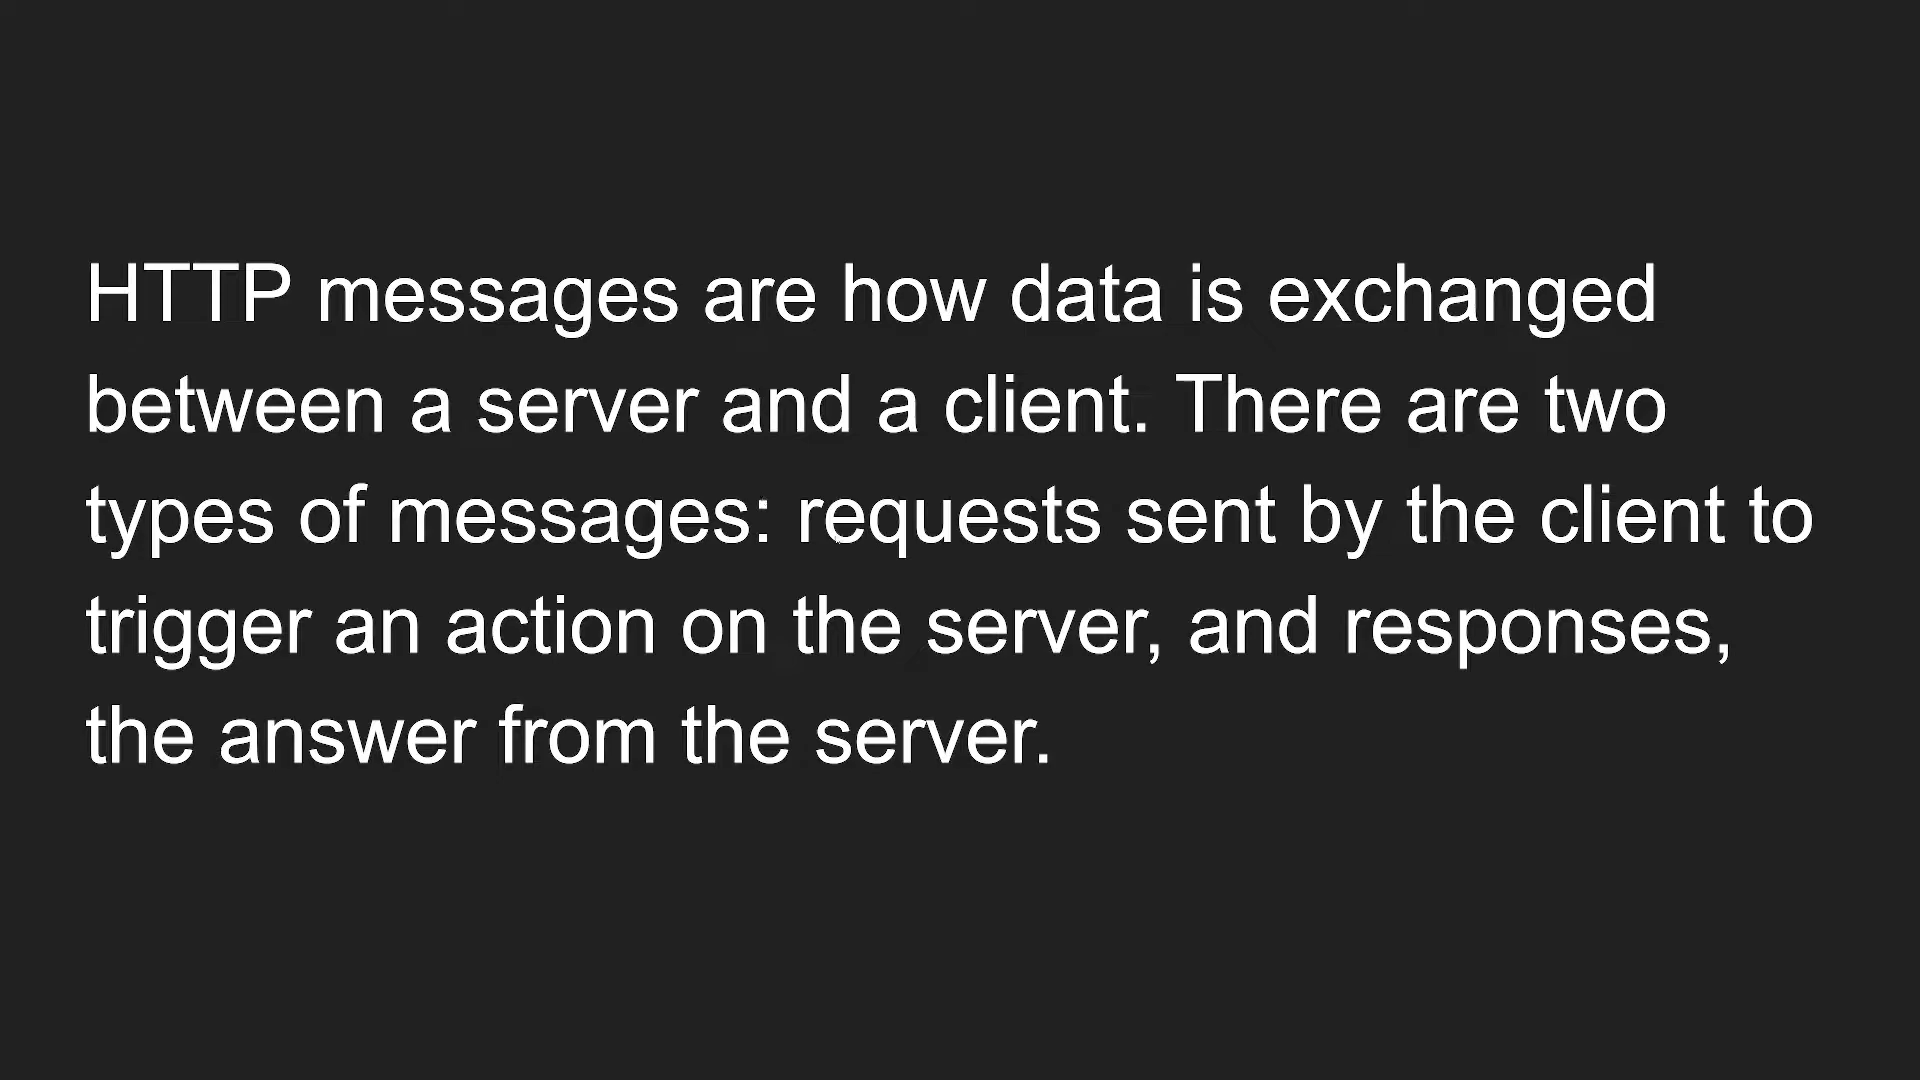 HTTP messages are how data is exchanged
between a server and a client. There are two
types of messages: requests sent by the client to
trigger an action on the server, and responses,
the answer from the server.